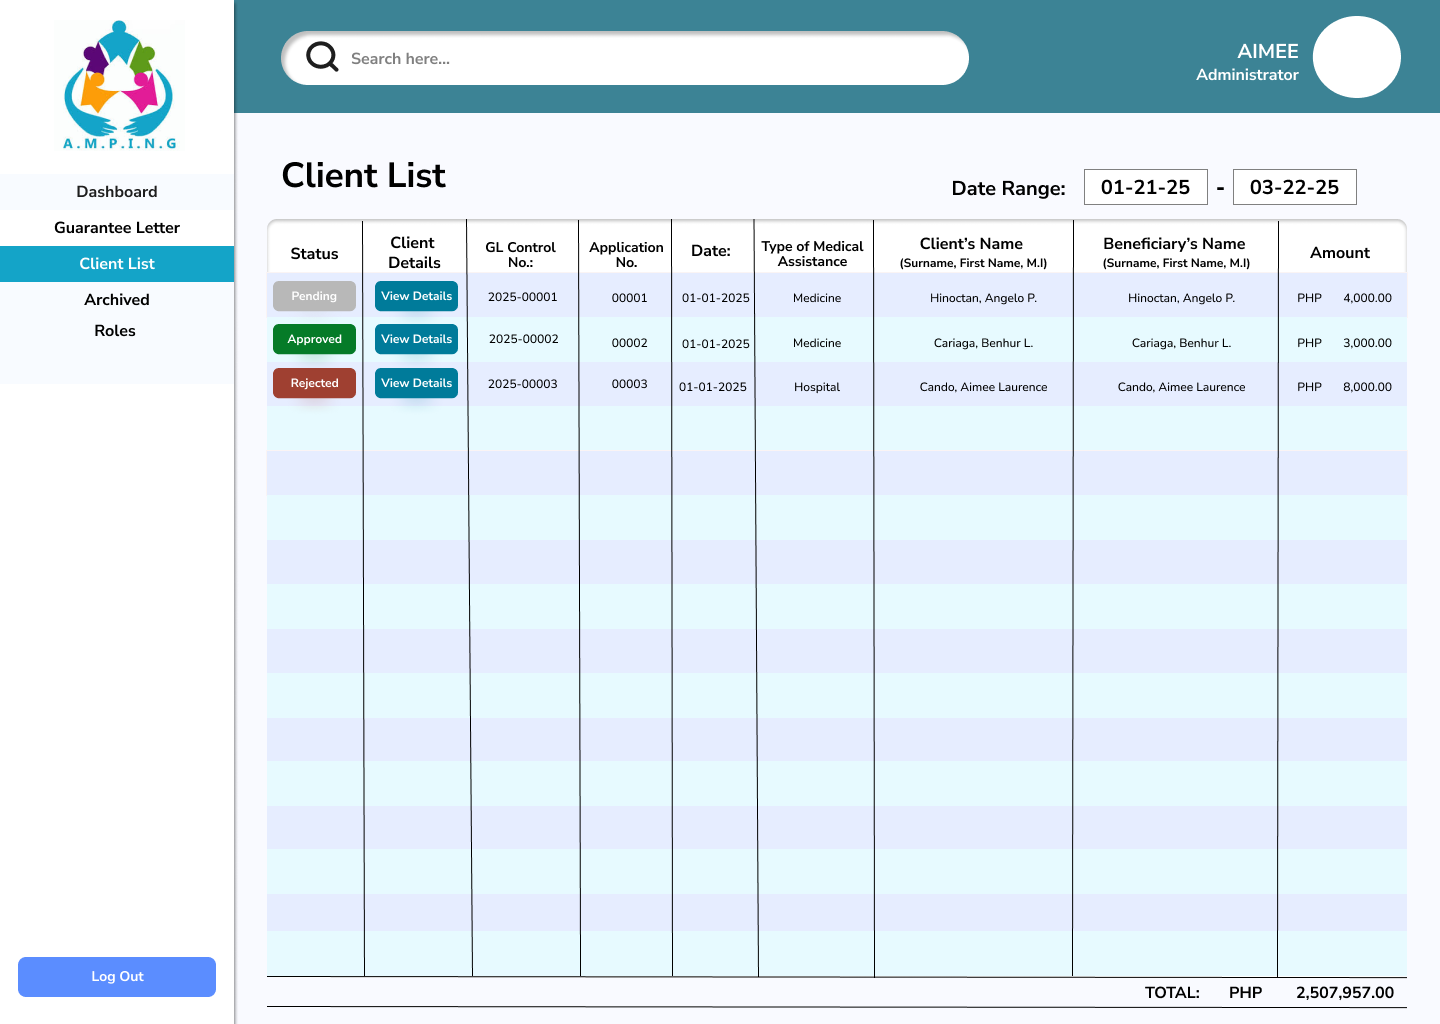 A.M.P.I.N.G
Search here...
AIMEE
Administrator
Dashboard
Guarantee Letter
Client List
Archived
Roles
Log Out
Client List
Date Range: 01-21-25 - 03-22-25
Status
Client
Details
GL Control
No.:
Application
No.
Date:
Type of Medical
Assistance
Client's Name
(Surname, First Name, M.I)
Beneficiary's Name
(Surname, First Name, M.I)
Amount
Pending View Details 2025-00001 00001 01-01-2025 Medicine Hinoctan, Angelo P. Hinoctan, Angelo P. PHP 4,000.00
Approved View Details 2025-00002 00002 01-01-2025 Medicine Cariaga, Benhur L. Cariaga, Benhur L. PHP 3,000.00
Rejected View Details 2025-00003 00003 01-01-2025 Hospital Cando, Aimee Laurence Cando, Aimee Laurence PHP 8,000.00
TOTAL: PHP 2,507,957.00